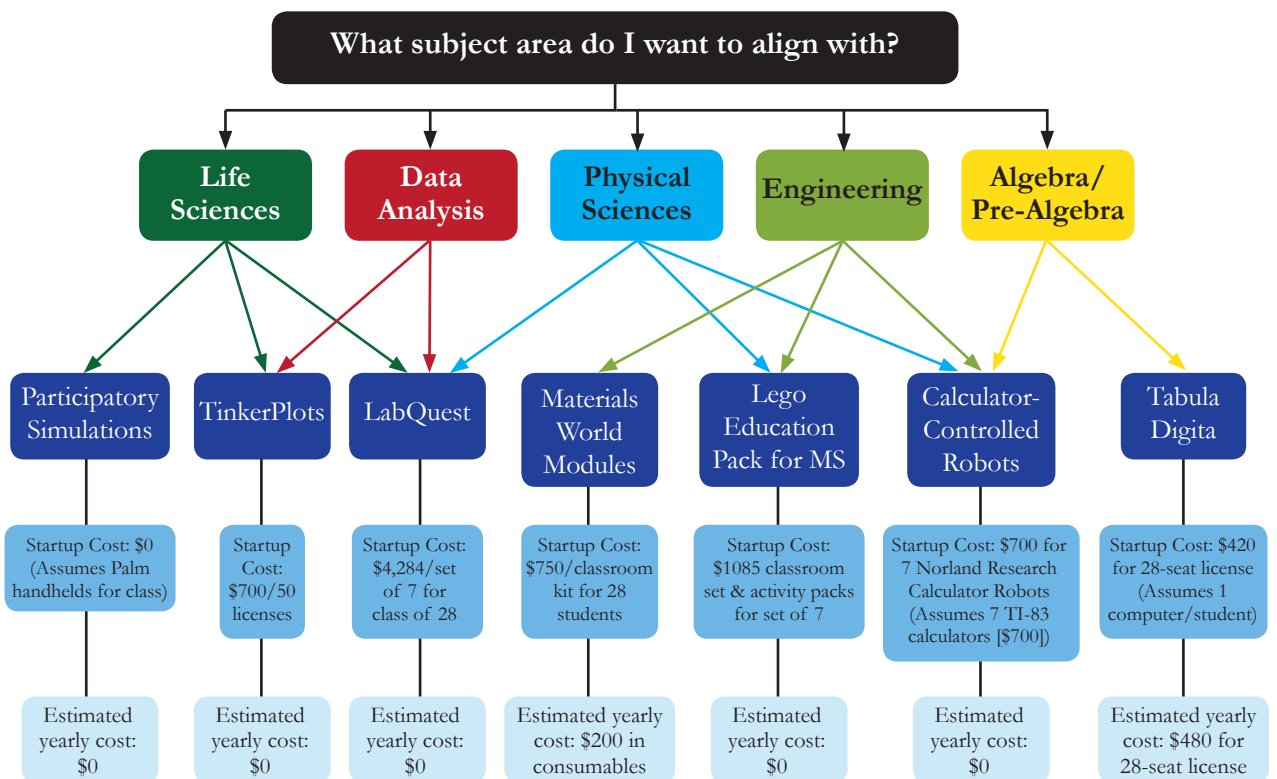 What subject area do I want to align with?
Life
Sciences
Data
Analysis
Physical
Sciences
Engineering
Algebra/
Pre-Algebra
Participatory
Simulations
TinkerPlots
LabQuest
Materials
World
Modules
Lego
Education
Pack for MS
Calculator-
Controlled
Robots
Tabula
Digita
Startup Cost: $0
(Assumes Palm
handhelds for class)
Startup
Cost:
$700/50
licenses
Startup Cost:
$4,284/set
of 7 for
class of 28
Startup Cost:
$750/classroom
kit for 28
students
Startup Cost:
$1085 classroom
set & activity packs
for set of 7
Startup Cost: $700 for
7 Norland Research
Calculator Robots
(Assumes 7 TI-83
calculators [$700])
Startup Cost: $420
for 28-seat license
(Assumes 1
computer/student)
Estimated
yearly cost:
$0
Estimated
yearly cost:
$0
Estimated
yearly cost:
$0
Estimated yearly
cost: $200 in
consumables
Estimated
yearly cost:
$0
Estimated
yearly cost:
$0
Estimated yearly
cost: $480 for
28-seat license